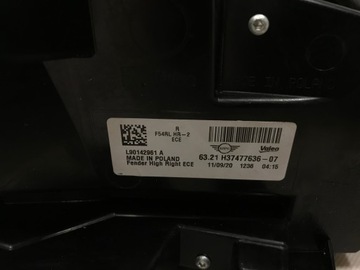 R
F54RL HR-2
ECE
L90142961 A
MADE IN POLAND
Fender High Right ECE
Valeo
63.21 H37477636-07
11/09/20 1238 04:15